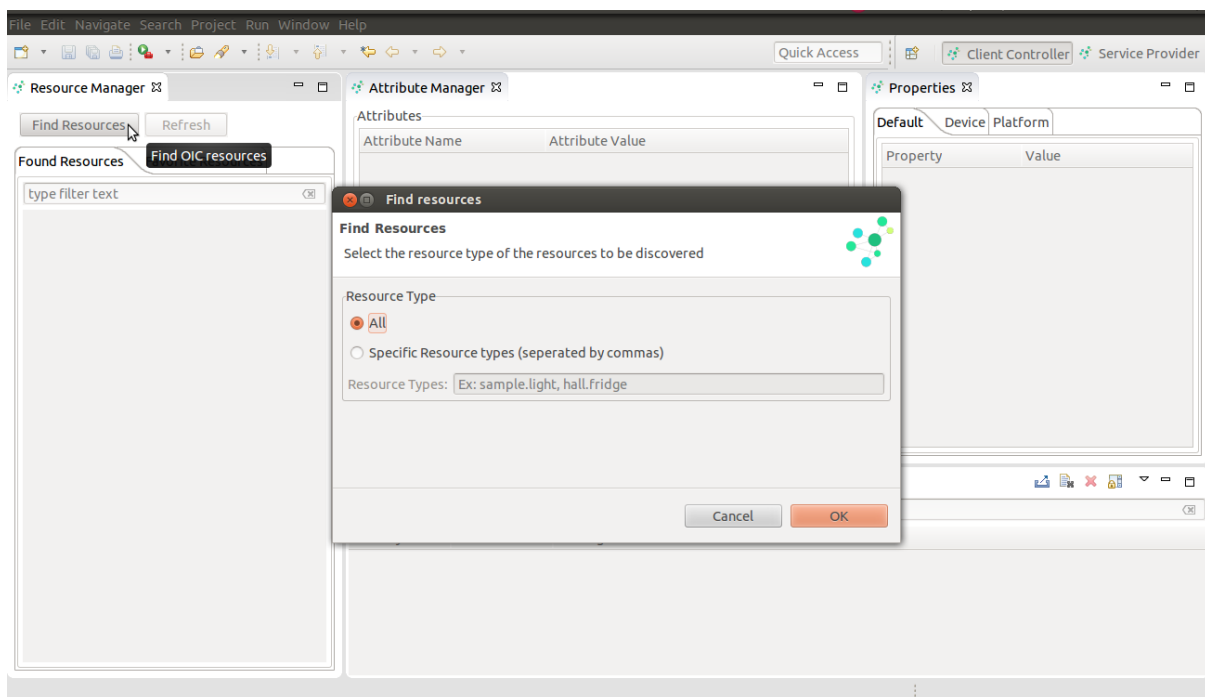 File Edit Navigate Search Project Run Window Help
Quick Access
Client Controller
Service Provider
Resource Manager
Attribute Manager
Properties
Find Resources
Refresh
Attributes
Default Device Platform
Attribute Name Attribute Value
Property Value
Found Resources
Find OIC resources
type filter text
Find resources
Find Resources
Select the resource type of the resources to be discovered
Resource Type
All
Specific Resource types (seperated by commas)
Resource Types: Ex: sample.light, hall.fridge
Cancel OK